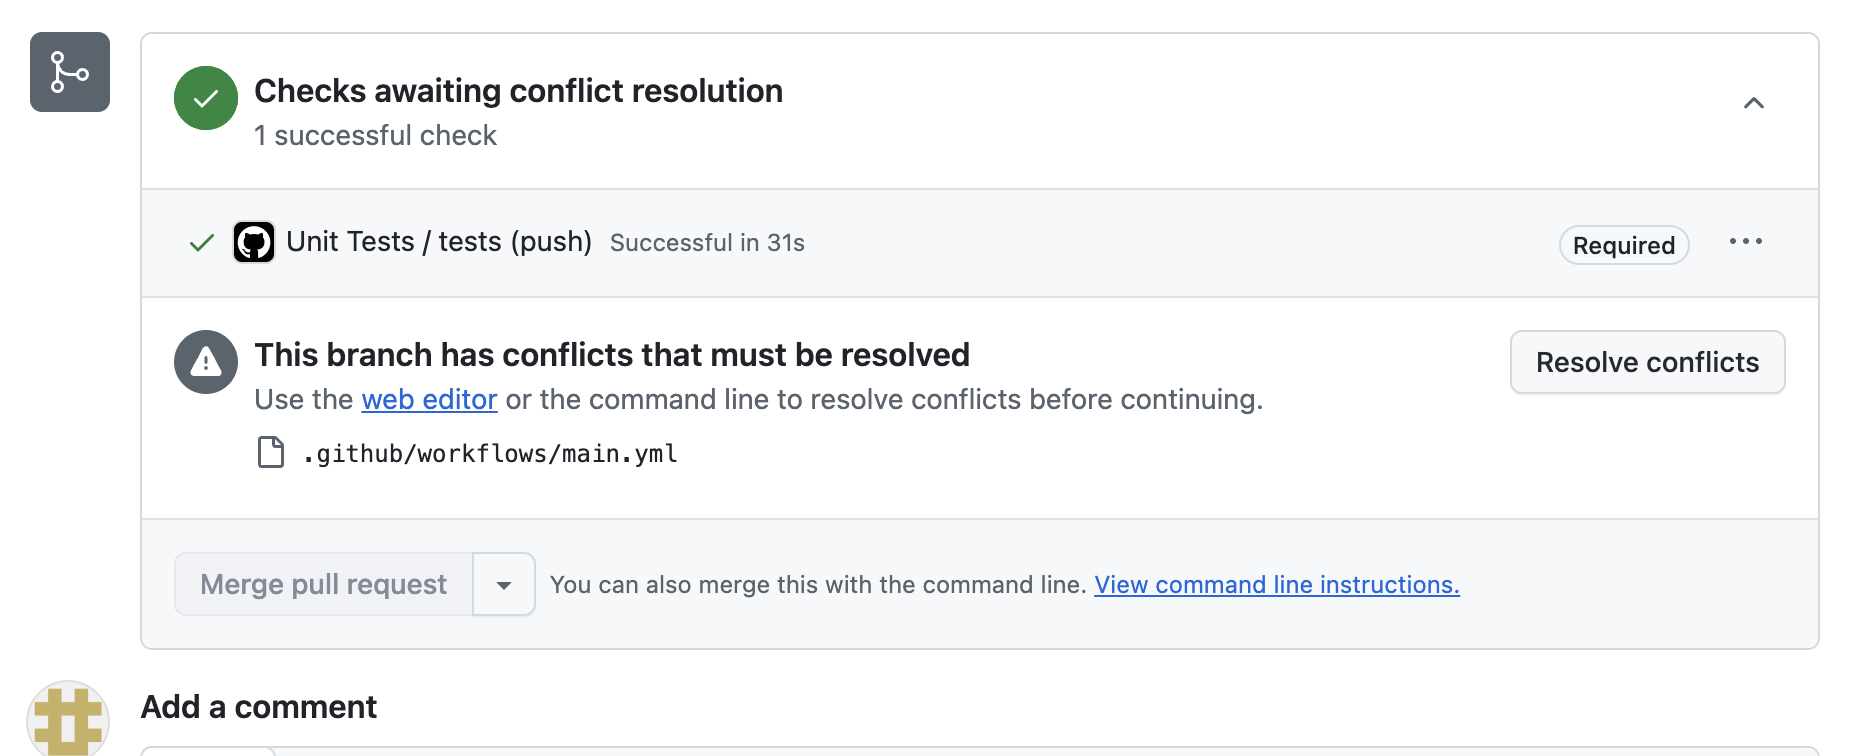 Checks awaiting conflict resolution
1 successful check
Unit Tests / tests (push) Successful in 31s Required
This branch has conflicts that must be resolved
Resolve conflicts
Use the web editor or the command line to resolve conflicts before continuing.
.github/workflows/main.yml
Merge pull request You can also merge this with the command line. View command line instructions.
Add a comment